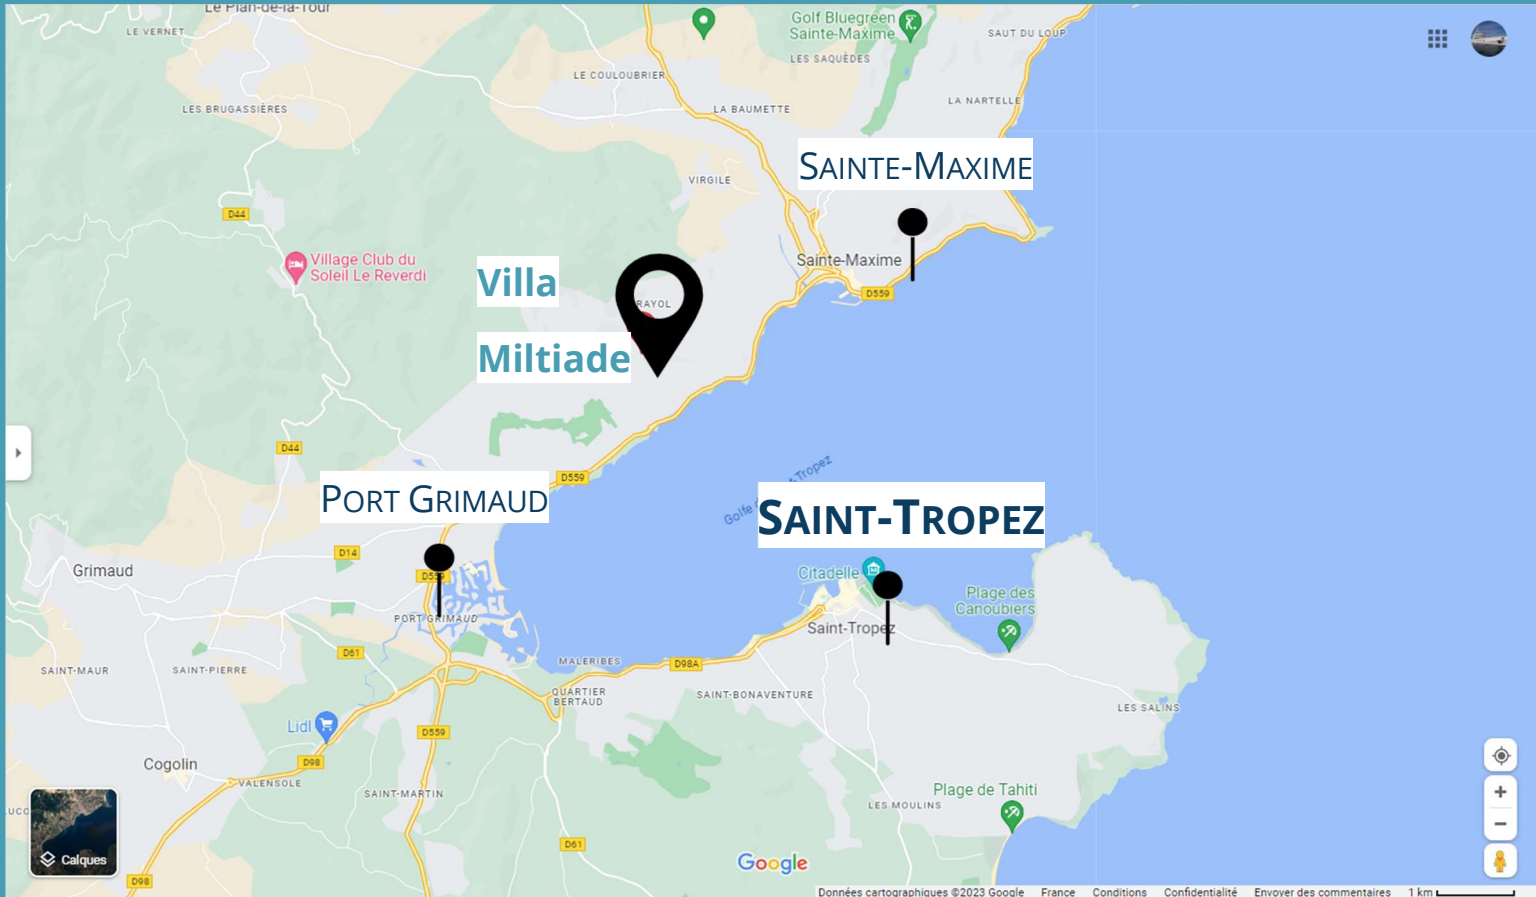 Le Plan-de-la-Tour
LE VERNET
Golf Bluegreen
Sainte-Maxime
SAUT DU LOUP
LES SAQUÈDES
LE COULOUBRIER
LES BRUGASSIÈRES
LA BAUMETTE
LA NARTELLE
SAINTE-MAXIME
VIRGILE
D44
Village Club du
Soleil Le Reverdi
Villa
Miltiade
RAYOL
Sainte-Maxime
D559
D44
D559
PORT GRIMAUD
Golfe
t-Tropez
SAINT-TROPEZ
D14
Grimaud
D559
PORT GRIMAUD
Citadelle
Plage des
Canoubiers
Saint-Tropez
D61
SAINT-MAUR
SAINT-PIERRE
MALERIBES
D98A
QUARTIER
BERTAUD
SAINT-BONAVENTURE
LES SALINS
Lidl
D559
D98
Cogolin
VALENSOLE
SAINT-MARTIN
Plage de Tahiti
LES MOULINS
D61
Calques
D98
Google
Données cartographiques ©2023 Google France Conditions Confidentialité Envoyer des commentaires 1 km